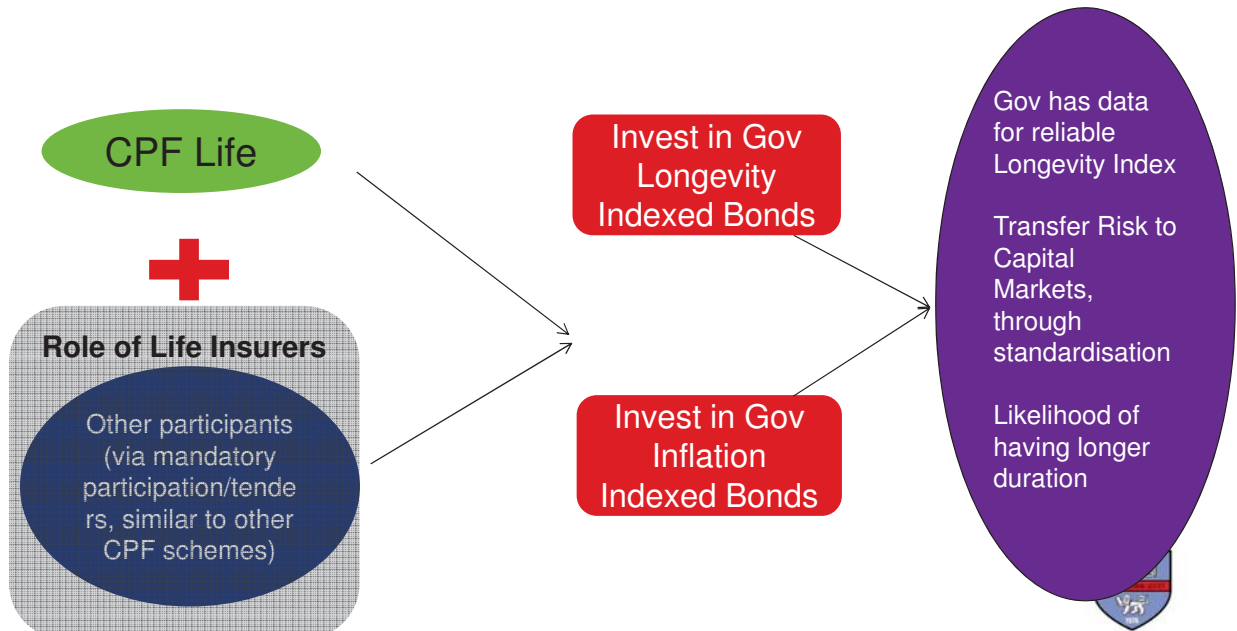 CPF Life
Role of Life Insurers
Other participants
(via mandatory
participation/tende
rs, similar to other
CPF schemes)
Invest in Gov
Longevity
Indexed Bonds
Invest in Gov
Inflation
Indexed Bonds
Gov has data
for reliable
Longevity Index
Transfer Risk to
Capital
Markets,
through
standardisation
Likelihood of
having longer
duration